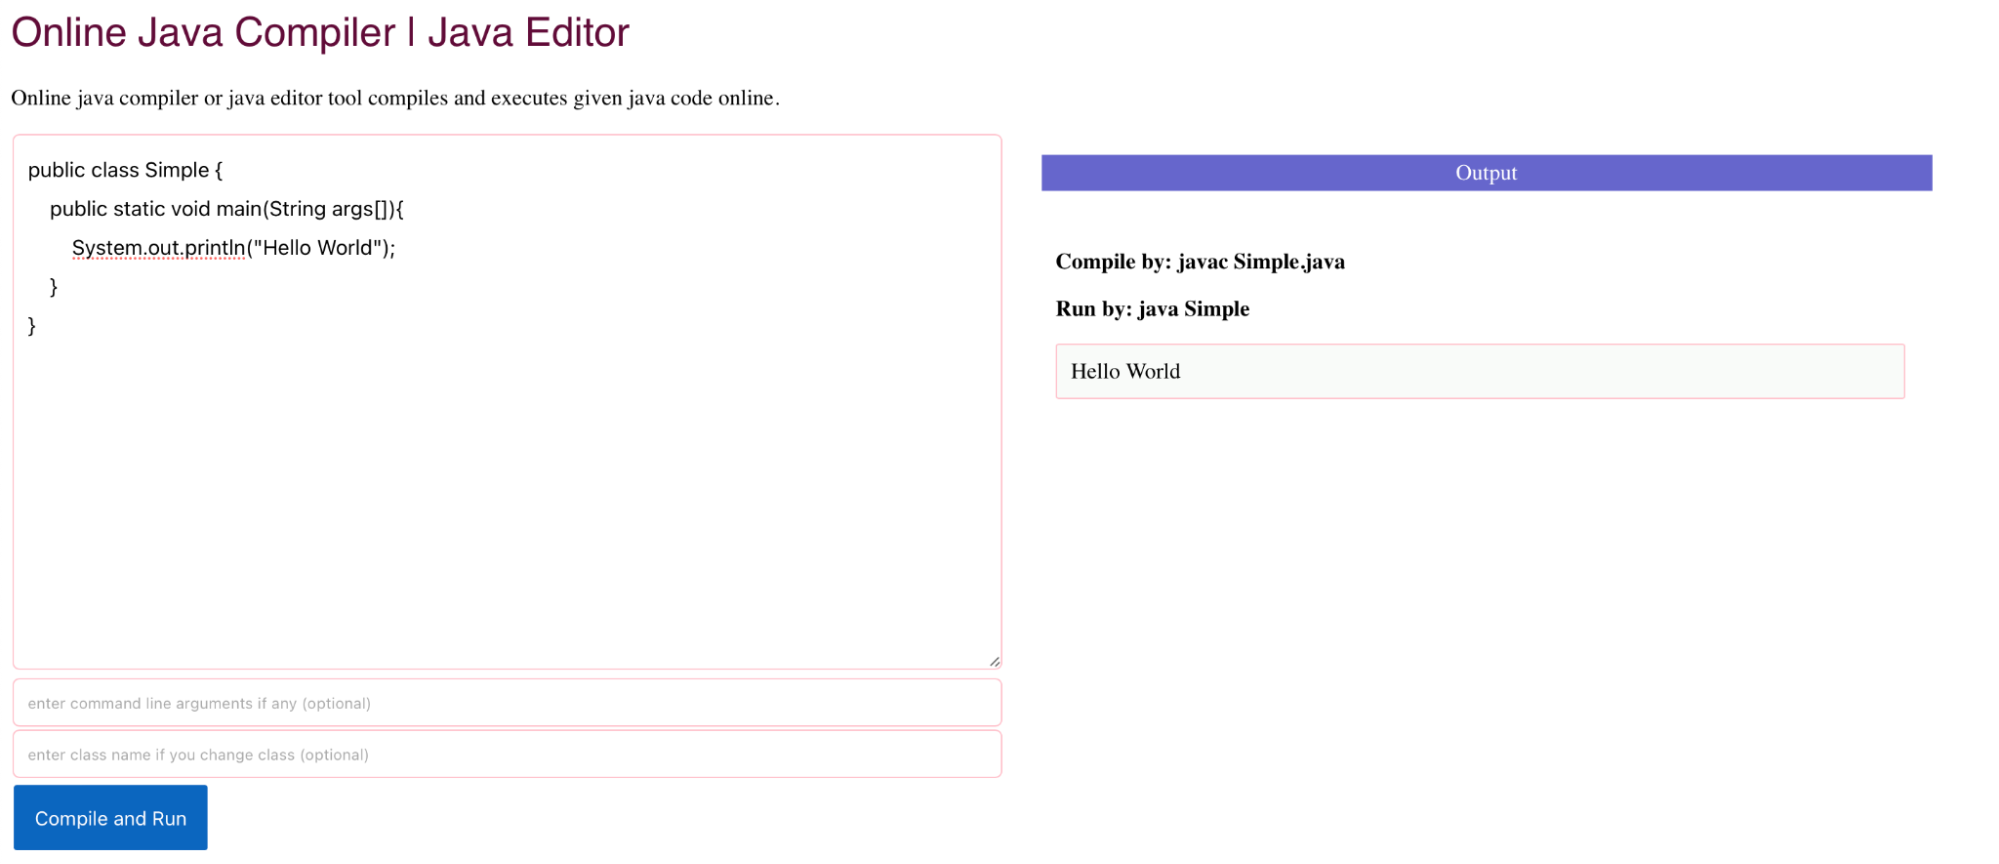 Online Java Compiler | Java Editor
Online java compiler or java editor tool compiles and executes given java code online.
public class Simple {
    public static void main(String args[]){
        System.out.println("Hello World");
    }
}
enter command line arguments if any (optional)
enter class name if you change class (optional)
Compile and Run
Output
Compile by: javac Simple.java
Run by: java Simple
Hello World